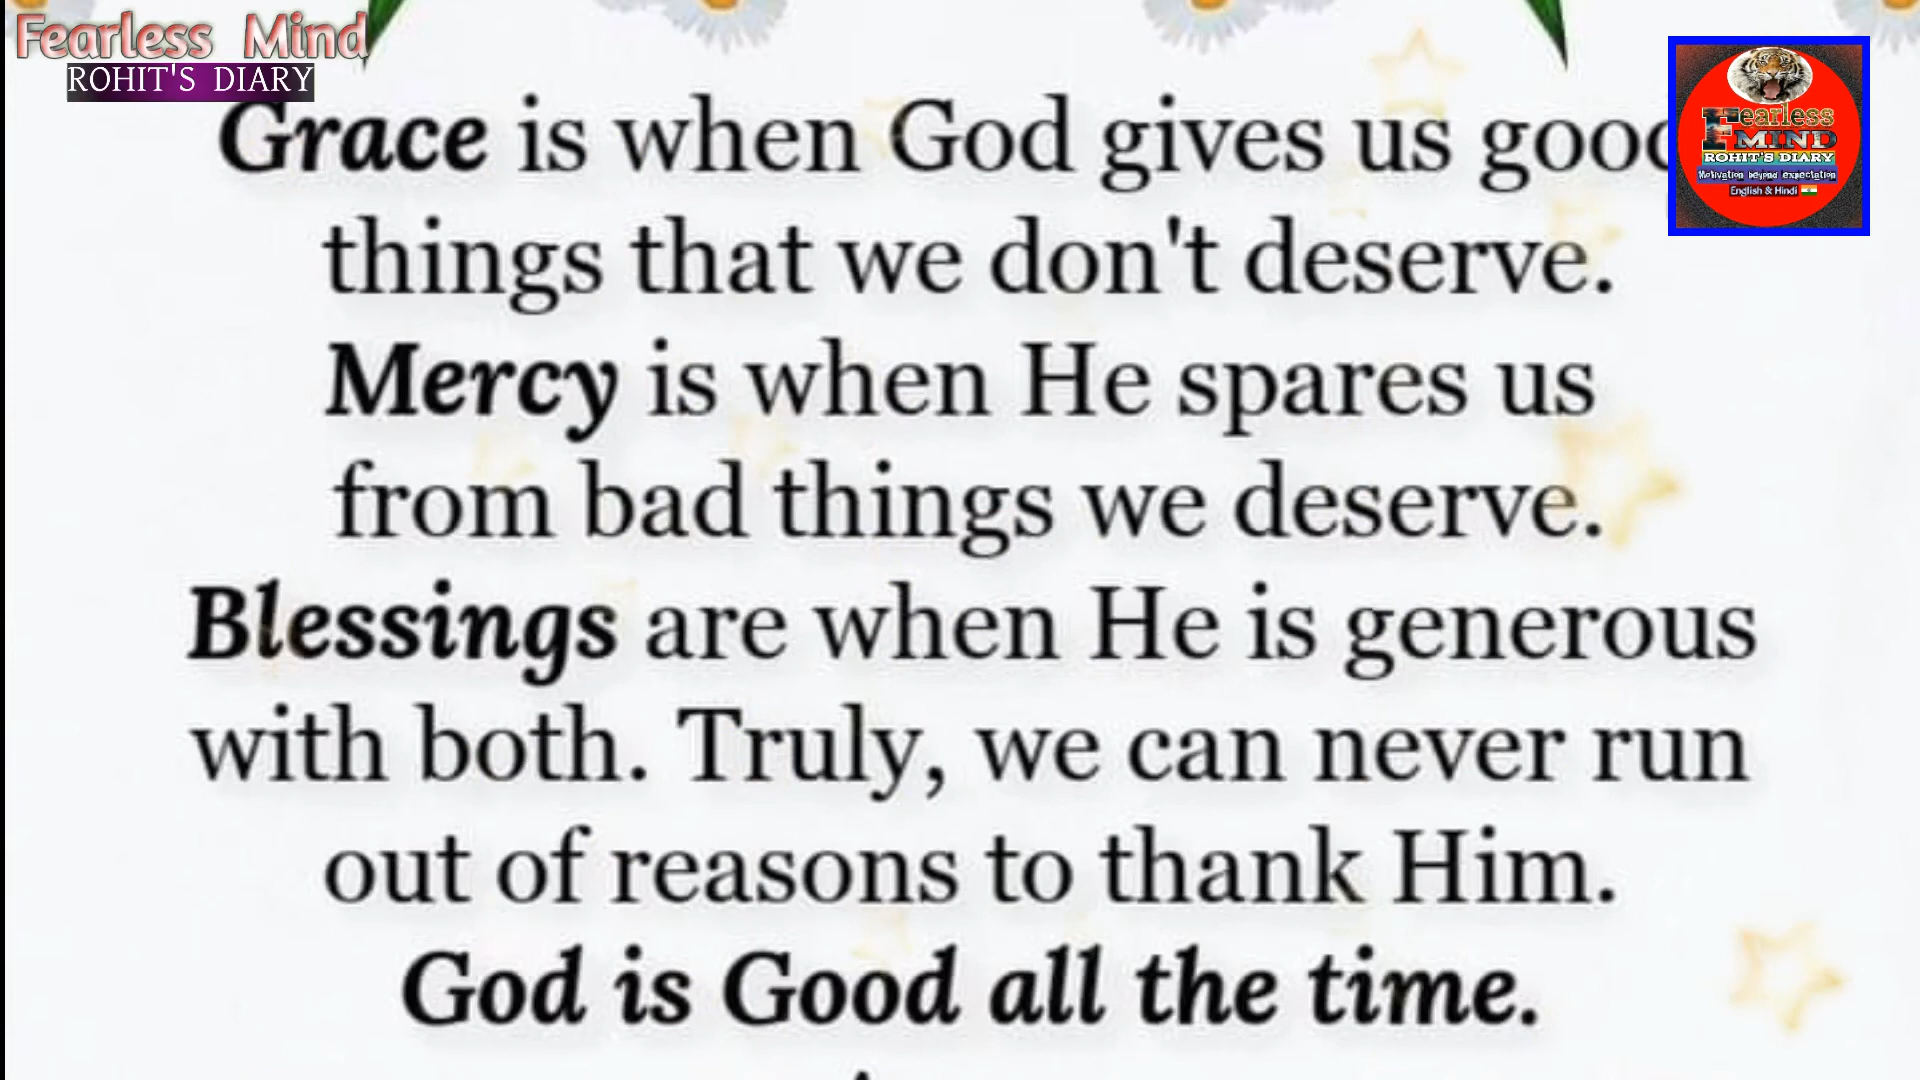 Fearless Mind
ROHIT'S DIARY
Fearless
MIND
ROHIT'S DIARY
Motivation beyond expectation
English & Hindi
Grace is when God gives us good
things that we don't deserve.
Mercy is when He spares us
from bad things we deserve.
Blessings are when He is generous
with both. Truly, we can never run
out of reasons to thank Him.
God is Good all the time.